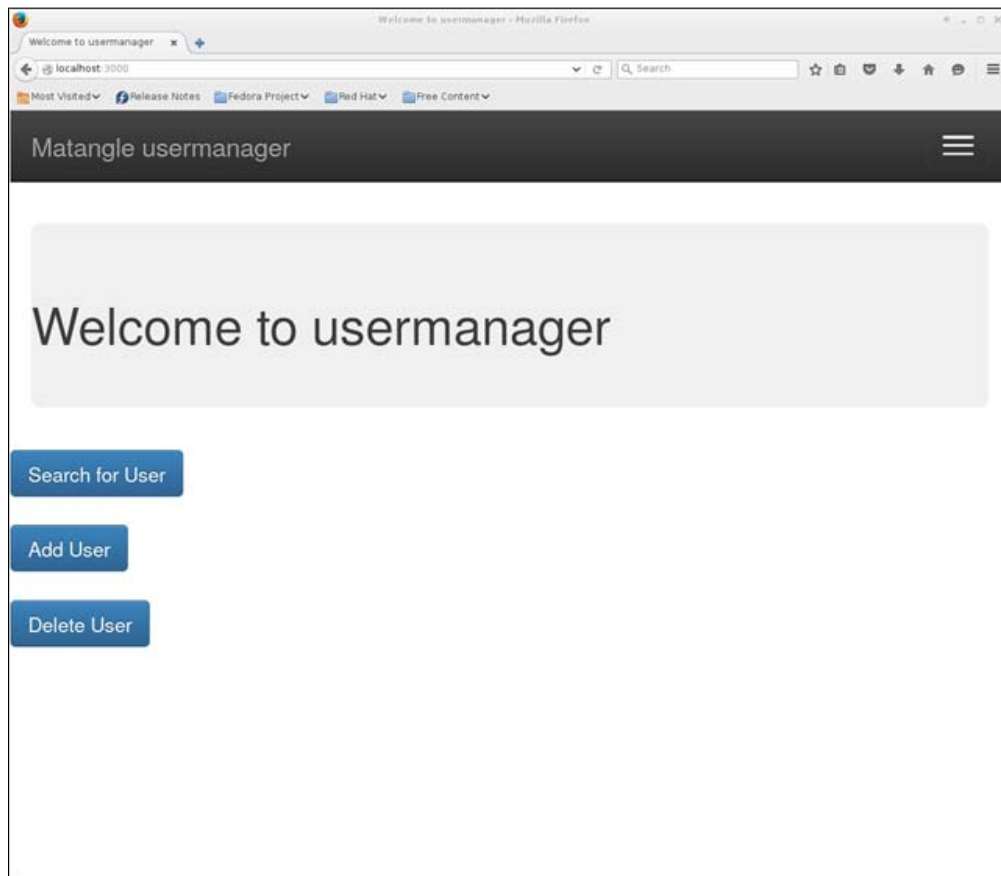 Welcome to usermanager - Mozilla Firefox
Welcome to usermanager
localhost:3000
Search
Most Visited
Release Notes
Fedora Project
Red Hat
Free Content
Matangle usermanager
Welcome to usermanager
Search for User
Add User
Delete User